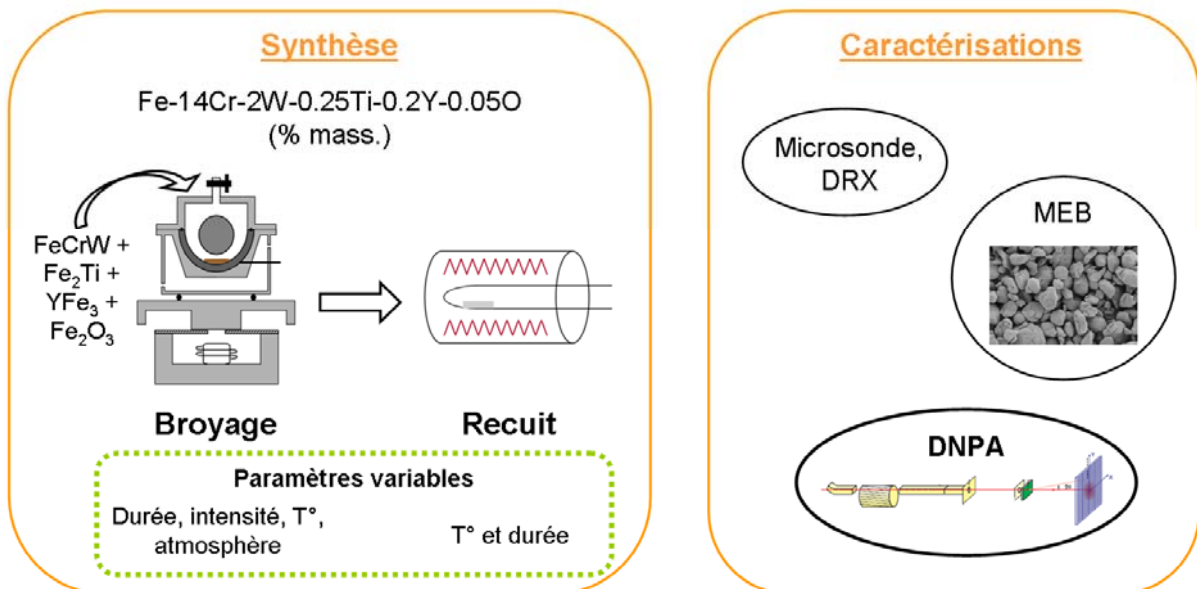 Synthèse
Fe-14Cr-2W-0.25Ti-0.2Y-0.05O
(% mass.)
FeCrW +
Fe₂Ti +
YFe₃ +
Fe₂O₃
Broyage
Recuit
Paramètres variables
Durée, intensité, T°,
atmosphère
T° et durée
Caractérisations
Microsonde,
DRX
MEB
DNPA